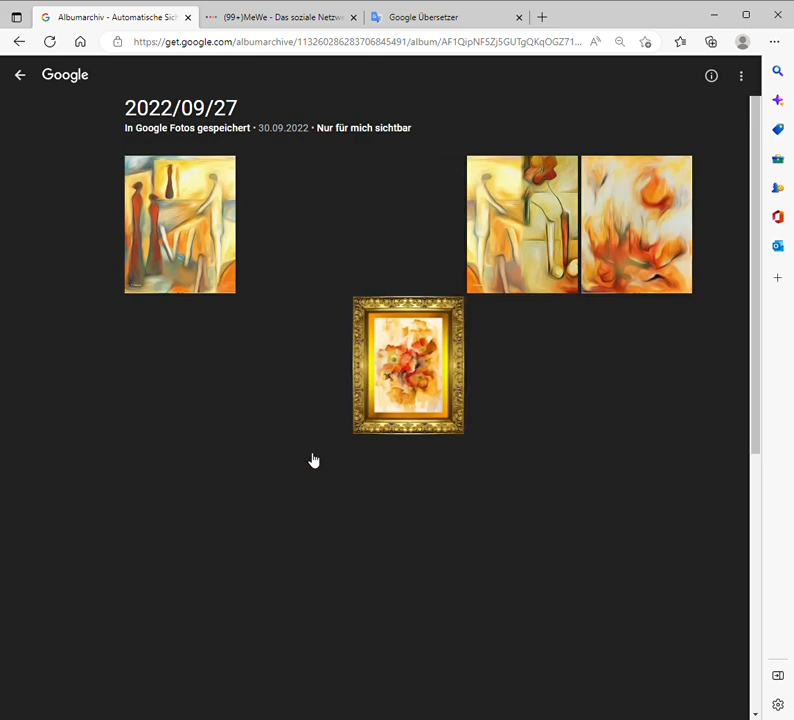 Albumarchiv - Automatische Sich
(99+)MeWe - Das soziale Netzwe
Google Übersetzer
https://get.google.com/albumarchive/113260286283706845491/album/AF1QipNF5Zj5GUTgQKqOGZ71...
Google
2022/09/27
In Google Fotos gespeichert · 30.09.2022 · Nur für mich sichtbar